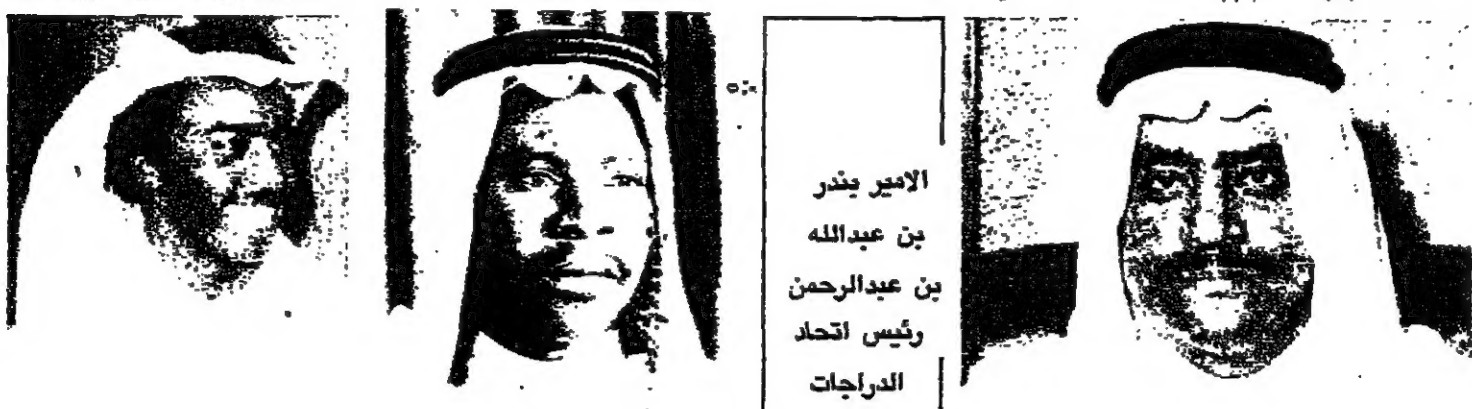 الامير بندر
بن عبدالله
بن عبدالرحمن
رئيس اتحاد
الدراجات